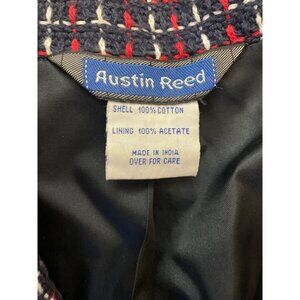 Austin Reed
SHELL 100% COTTON
LINING 100% ACETATE
MADE IN INDIA
OVER FOR CARE